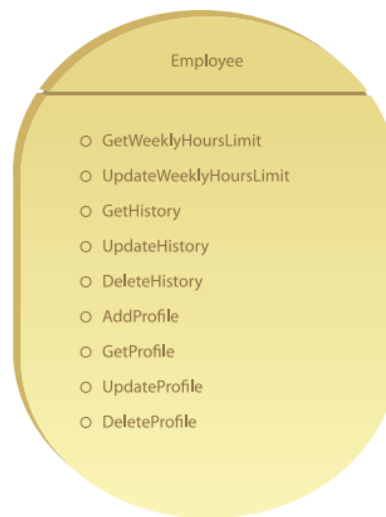 Employee
GetWeeklyHoursLimit
UpdateWeeklyHoursLimit
GetHistory
UpdateHistory
DeleteHistory
AddProfile
GetProfile
UpdateProfile
DeleteProfile